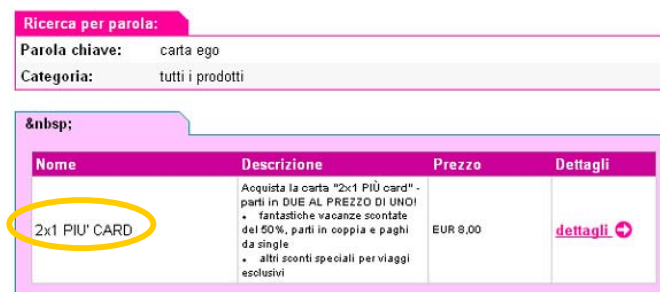 Ricerca per parola:
Parola chiave: carta ego
Categoria: tutti i prodotti
&nbsp;
Nome Descrizione Prezzo Dettagli
2x1 PIU' CARD
Acquista la carta "2x1 PIÙ card" -
parti in DUE AL PREZZO DI UNO!
• fantastiche vacanze scontate
del 50%, parti in coppia e paghi
da single
• altri sconti speciali per viaggi
esclusivi
EUR 8,00
dettagli